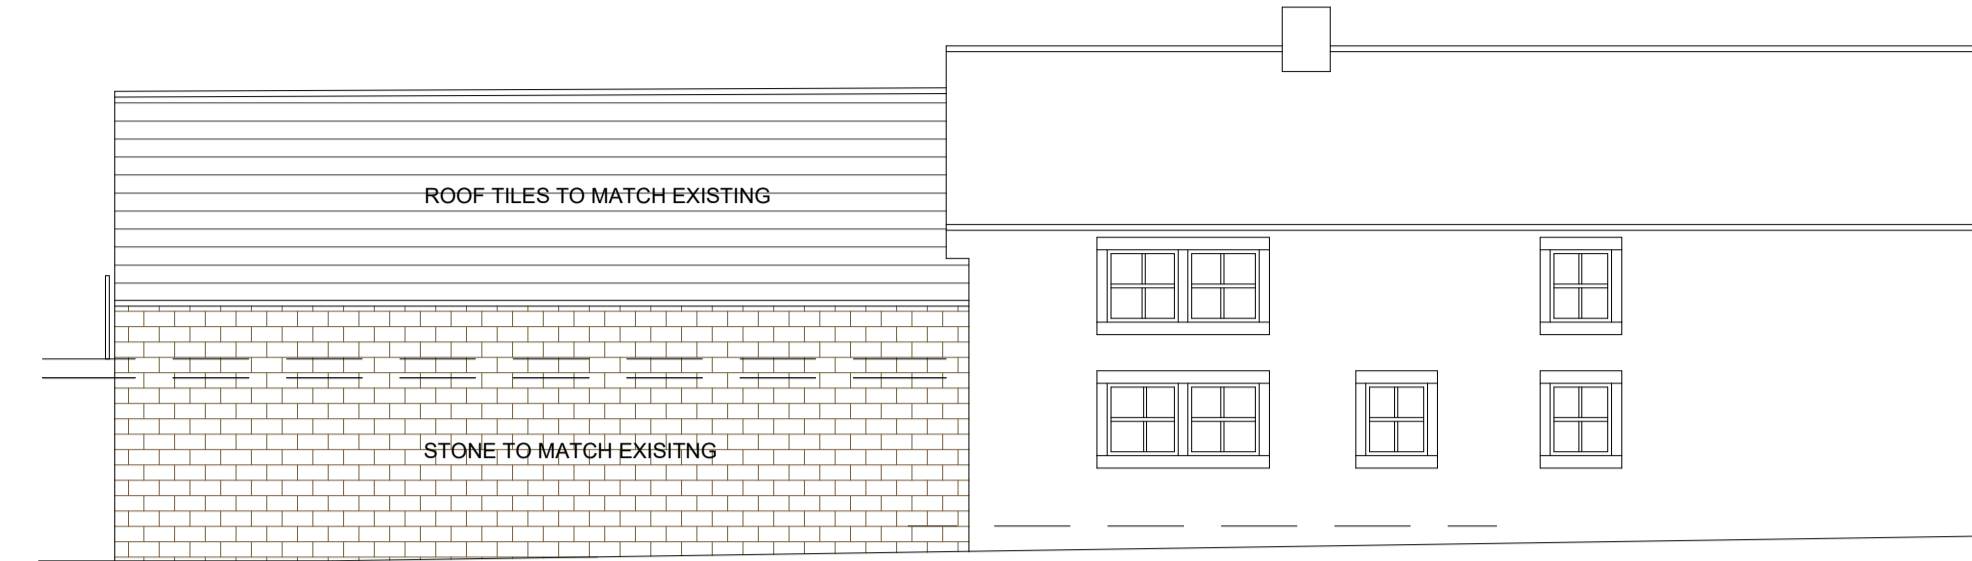 ROOF TILES TO MATCH EXISTING
STONE TO MATCH EXISITNG